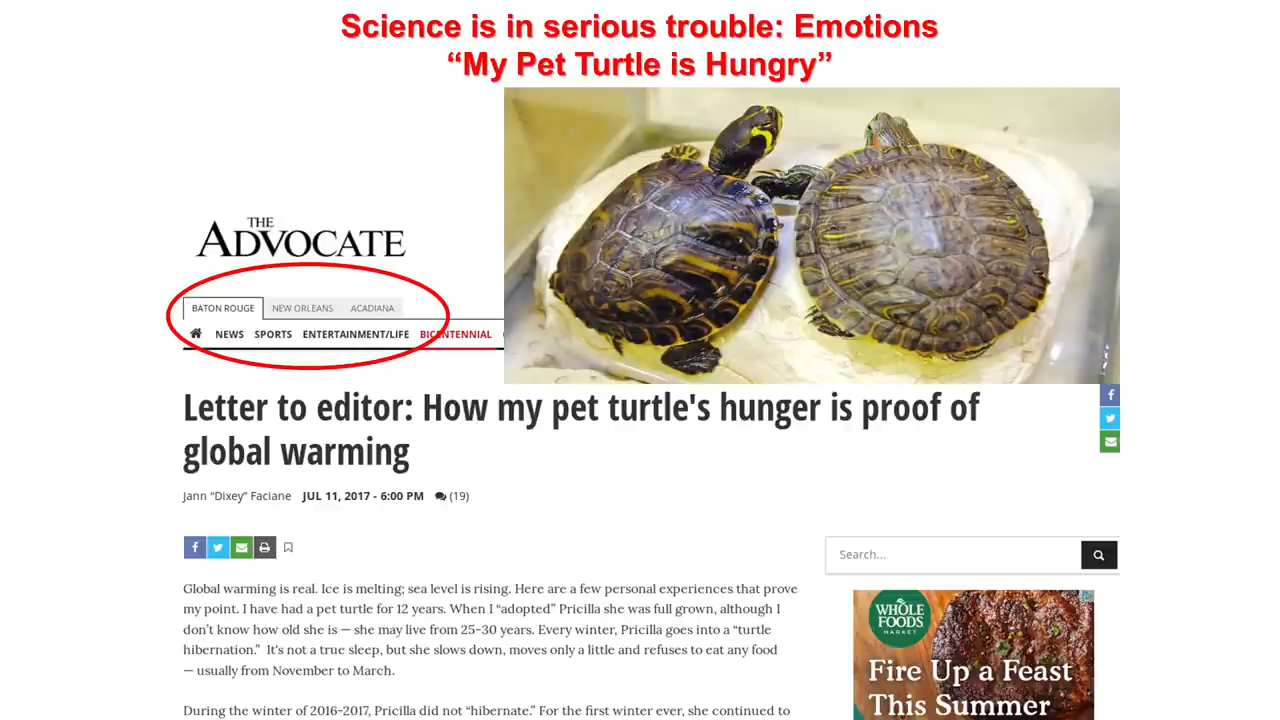 Science is in serious trouble: Emotions
“My Pet Turtle is Hungry”
THE
ADVOCATE
BATON ROUGE NEW ORLEANS ACADIANA
NEWS SPORTS ENTERTAINMENT/LIFE BICENTENNIAL
Letter to editor: How my pet turtle's hunger is proof of
global warming
Jann “Dixey” Faciane JUL 11, 2017 - 6:00 PM (19)
Search...
Global warming is real. Ice is melting; sea level is rising. Here are a few personal experiences that prove
my point. I have had a pet turtle for 12 years. When I “adopted” Pricilla she was full grown, although I
don’t know how old she is — she may live from 25-30 years. Every winter, Pricilla goes into a “turtle
hibernation.” It's not a true sleep, but she slows down, moves only a little and refuses to eat any food
— usually from November to March.
During the winter of 2016-2017, Pricilla did not “hibernate.” For the first winter ever, she continued to
WHOLE
FOODS
MARKET
Fire Up a Feast
This Summer